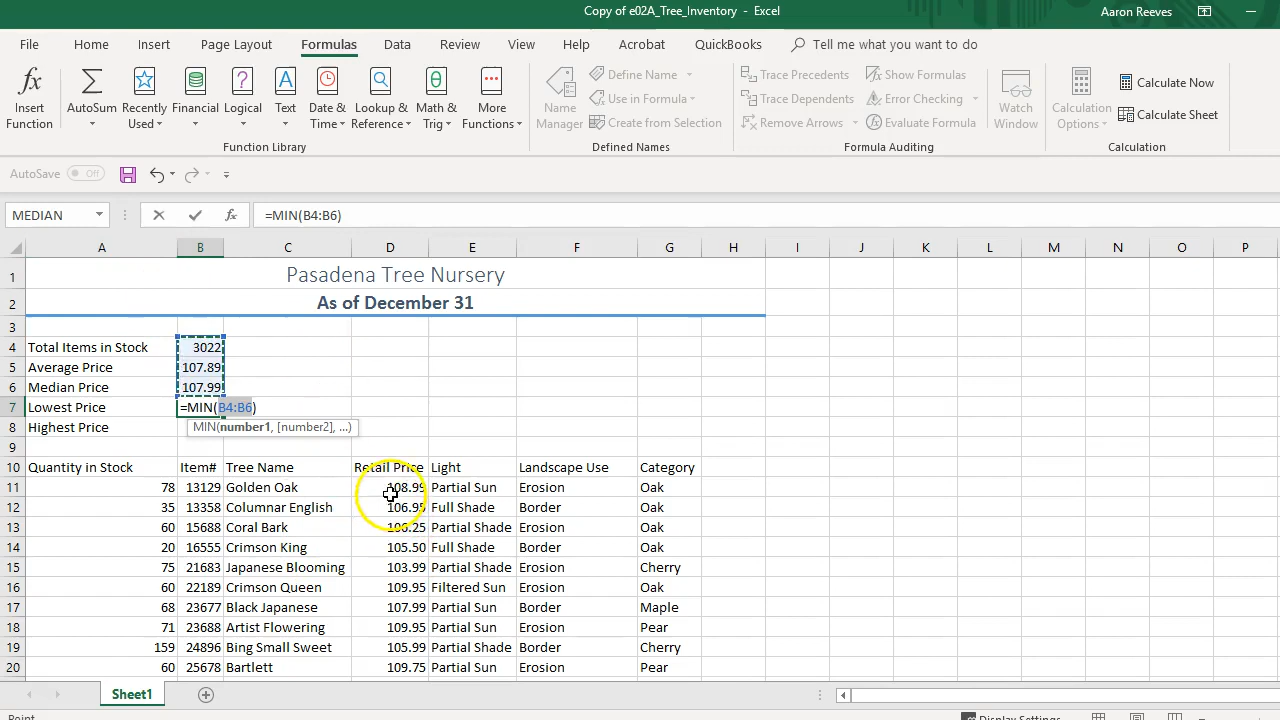 Copy of e02A_Tree_Inventory - Excel
Aaron Reeves
File Home Insert Page Layout Formulas Data Review View Help Acrobat QuickBooks Tell me what you want to do
Insert Function
AutoSum
Recently Used
Financial
Logical
Text
Date & Time
Lookup & Reference
Math & Trig
More Functions
Function Library
Name Manager
Define Name
Use in Formula
Create from Selection
Defined Names
Trace Precedents
Trace Dependents
Remove Arrows
Show Formulas
Error Checking
Evaluate Formula
Formula Auditing
Watch Window
Calculation Options
Calculate Now
Calculate Sheet
Calculation
AutoSave Off
MEDIAN fx =MIN(B4:B6)
A B C D E F G H I J K L M N O P
1 Pasadena Tree Nursery
2 As of December 31
3
4 Total Items in Stock 3022
5 Average Price 107.89
6 Median Price 107.99
7 Lowest Price =MIN(B4:B6)
8 Highest Price MIN(number1, [number2], ...)
9
10 Quantity in Stock Item# Tree Name Retail Price Light Landscape Use Category
11 78 13129 Golden Oak 108.99 Partial Sun Erosion Oak
12 35 13358 Columnar English 106.95 Full Shade Border Oak
13 60 15688 Coral Bark 106.25 Partial Shade Erosion Oak
14 20 16555 Crimson King 105.50 Full Shade Border Oak
15 75 21683 Japanese Blooming 103.99 Partial Shade Erosion Cherry
16 60 22189 Crimson Queen 109.95 Filtered Sun Erosion Oak
17 68 23677 Black Japanese 107.99 Partial Sun Border Maple
18 71 23688 Artist Flowering 109.95 Partial Sun Erosion Pear
19 159 24896 Bing Small Sweet 105.99 Partial Shade Border Cherry
20 60 25678 Bartlett 109.75 Partial Sun Erosion Pear
Sheet1
Point
Display Settings